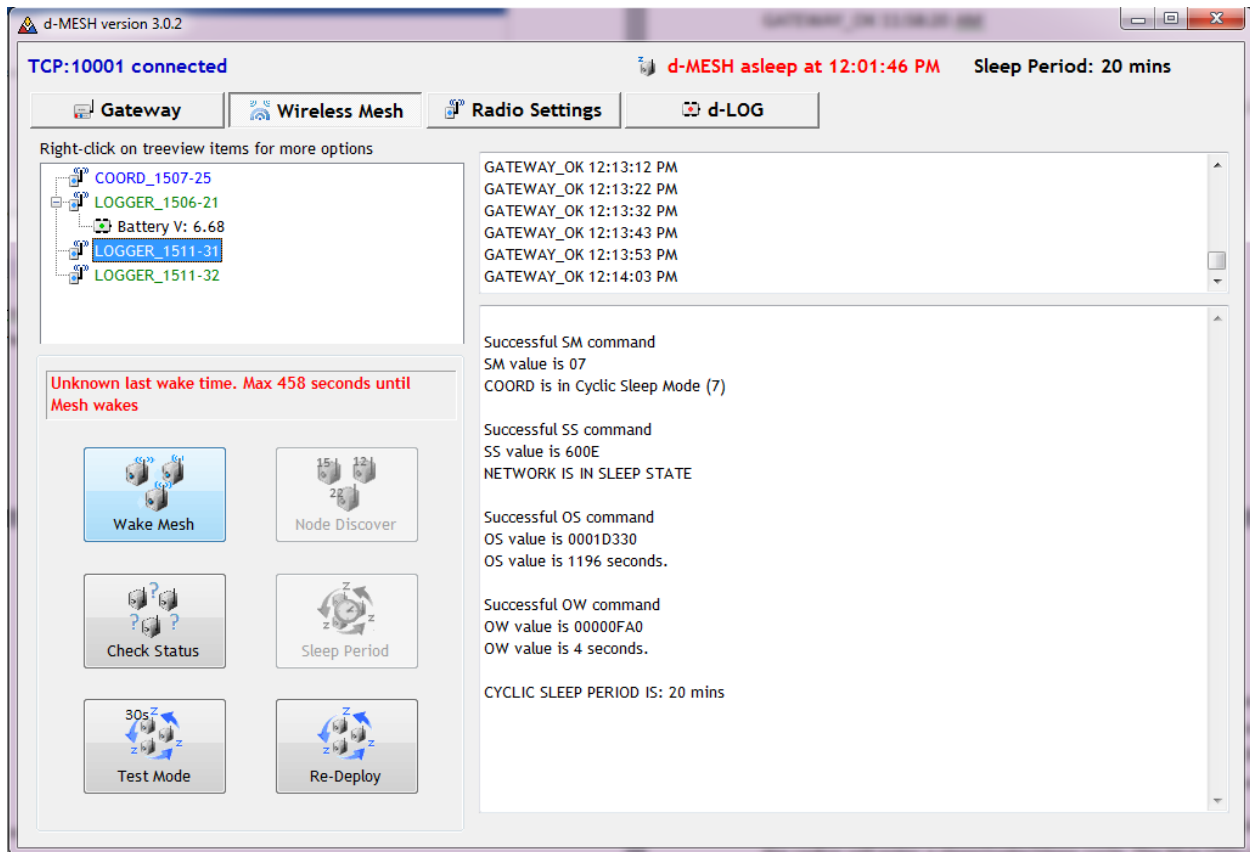 d-MESH version 3.0.2
TCP:10001 connected
d-MESH asleep at 12:01:46 PM Sleep Period: 20 mins
Gateway Wireless Mesh Radio Settings d-LOG
Right-click on treeview items for more options
COORD_1507-25
LOGGER_1506-21
Battery V: 6.68
LOGGER_1511-31
LOGGER_1511-32
GATEWAY_OK 12:13:12 PM
GATEWAY_OK 12:13:22 PM
GATEWAY_OK 12:13:32 PM
GATEWAY_OK 12:13:43 PM
GATEWAY_OK 12:13:53 PM
GATEWAY_OK 12:14:03 PM
Unknown last wake time. Max 458 seconds until
Mesh wakes
Wake Mesh
15 12
22
Node Discover
Check Status
Sleep Period
30s
Test Mode
Re-Deploy
Successful SM command
SM value is 07
COORD is in Cyclic Sleep Mode (7)
Successful SS command
SS value is 600E
NETWORK IS IN SLEEP STATE
Successful OS command
OS value is 0001D330
OS value is 1196 seconds.
Successful OW command
OW value is 00000FA0
OW value is 4 seconds.
CYCLIC SLEEP PERIOD IS: 20 mins